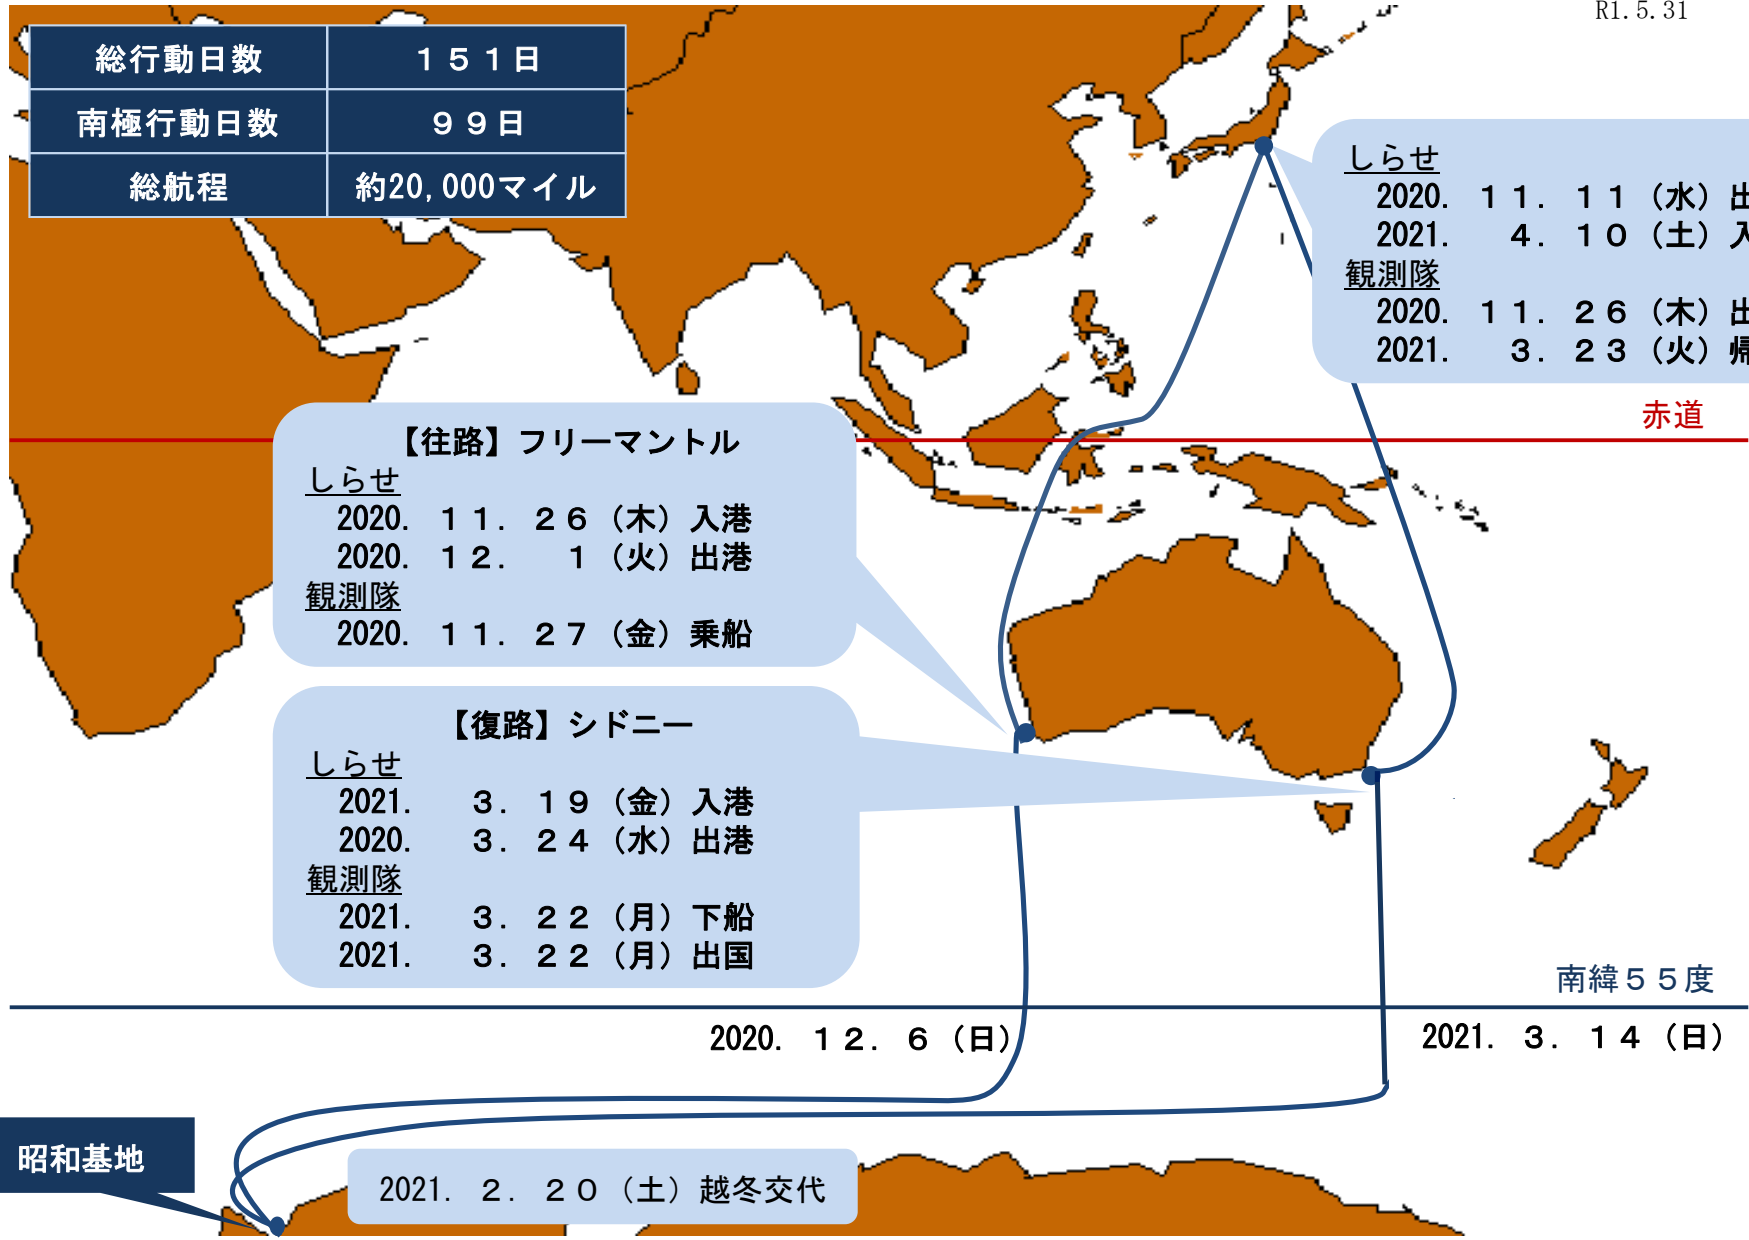 R1.5.31
総行動日数 １５１日
南極行動日数 ９９日
総航程 約20,000マイル
しらせ
2020. １１. １１（水）出
2021. ４. １０（土）入
観測隊
2020. １１. ２６（木）出
2021. ３. ２３（火）帰
赤道
【往路】フリーマントル
しらせ
2020. １１. ２６（木）入港
2020. １２. １（火）出港
観測隊
2020. １１. ２７（金）乗船
【復路】シドニー
しらせ
2021. ３. １９（金）入港
2020. ３. ２４（水）出港
観測隊
2021. ３. ２２（月）下船
2021. ３. ２２（月）出国
南緯５５度
2020. １２. ６（日）
2021. ３. １４（日）
昭和基地
2021. ２. ２０（土）越冬交代